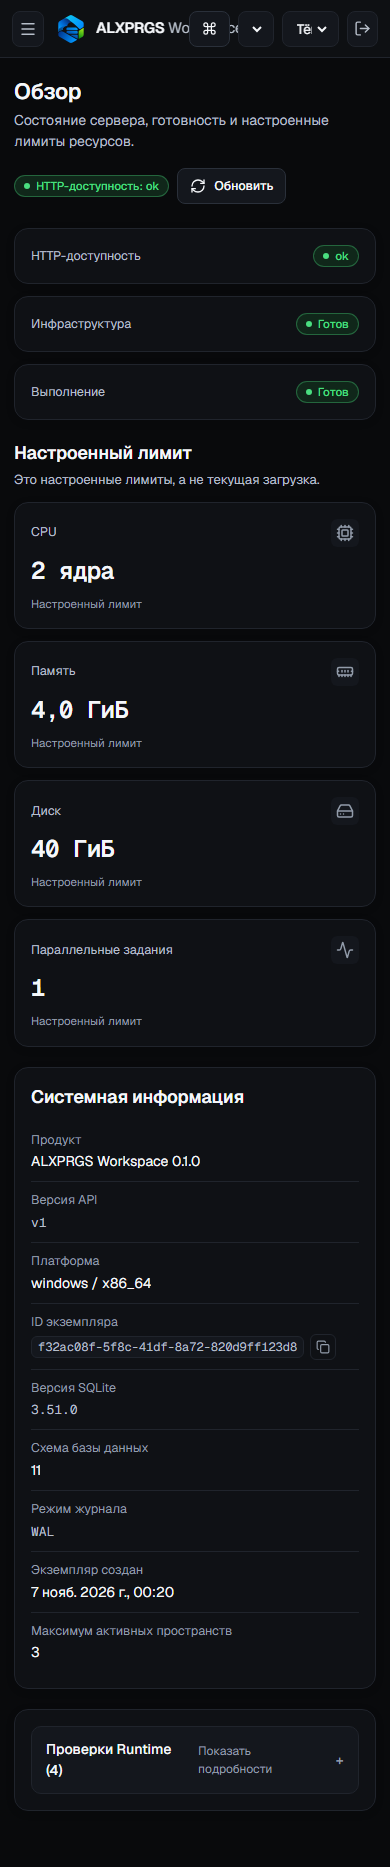 ALXPRGS Wo
Тё
Обзор
Состояние сервера, готовность и настроенные
лимиты ресурсов.
HTTP-доступность: ok
Обновить
HTTP-доступность
ok
Инфраструктура
Готов
Выполнение
Готов
Настроенный лимит
Это настроенные лимиты, а не текущая загрузка.
CPU
2 ядра
Настроенный лимит
Память
4,0 ГиБ
Настроенный лимит
Диск
40 ГиБ
Настроенный лимит
Параллельные задания
1
Настроенный лимит
Системная информация
Продукт
ALXPRGS Workspace 0.1.0
Версия API
v1
Платформа
windows / x86_64
ID экземпляра
f32ac08f-5f8c-41df-8a72-820d9ff123d8
Версия SQLite
3.51.0
Схема базы данных
11
Режим журнала
WAL
Экземпляр создан
7 нояб. 2026 г., 00:20
Максимум активных пространств
3
Проверки Runtime
(4)
Показать
подробности
+